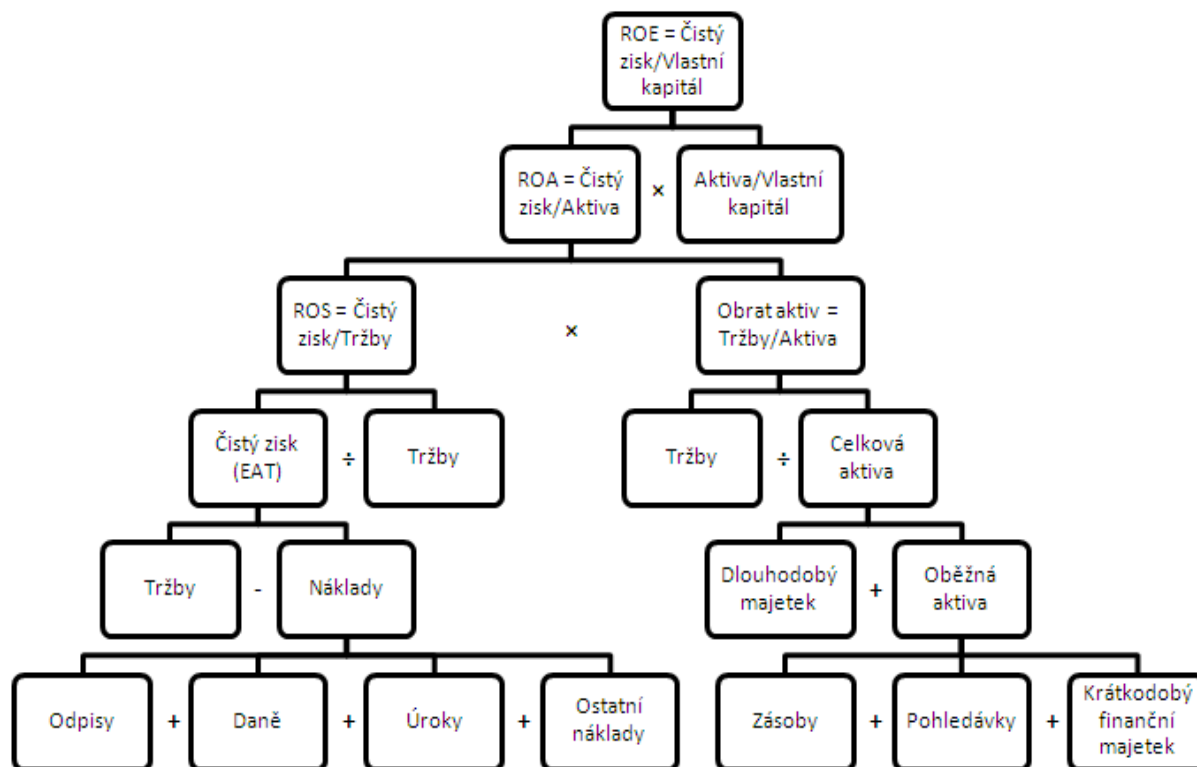 ROE = Čistý
zisk/Vlastní
kapitál
ROA = Čistý
zisk/Aktiva
×
Aktiva/Vlastní
kapitál
ROS = Čistý
zisk/Tržby
×
Obrat aktiv =
Tržby/Aktiva
Čistý zisk
(EAT)
÷
Tržby
Tržby
÷
Celková
aktiva
Tržby
-
Náklady
Dlouhodobý
majetek
+
Oběžná
aktiva
Odpisy
+
Daně
+
Úroky
+
Ostatní
náklady
Zásoby
+
Pohledávky
+
Krátkodobý
finanční
majetek